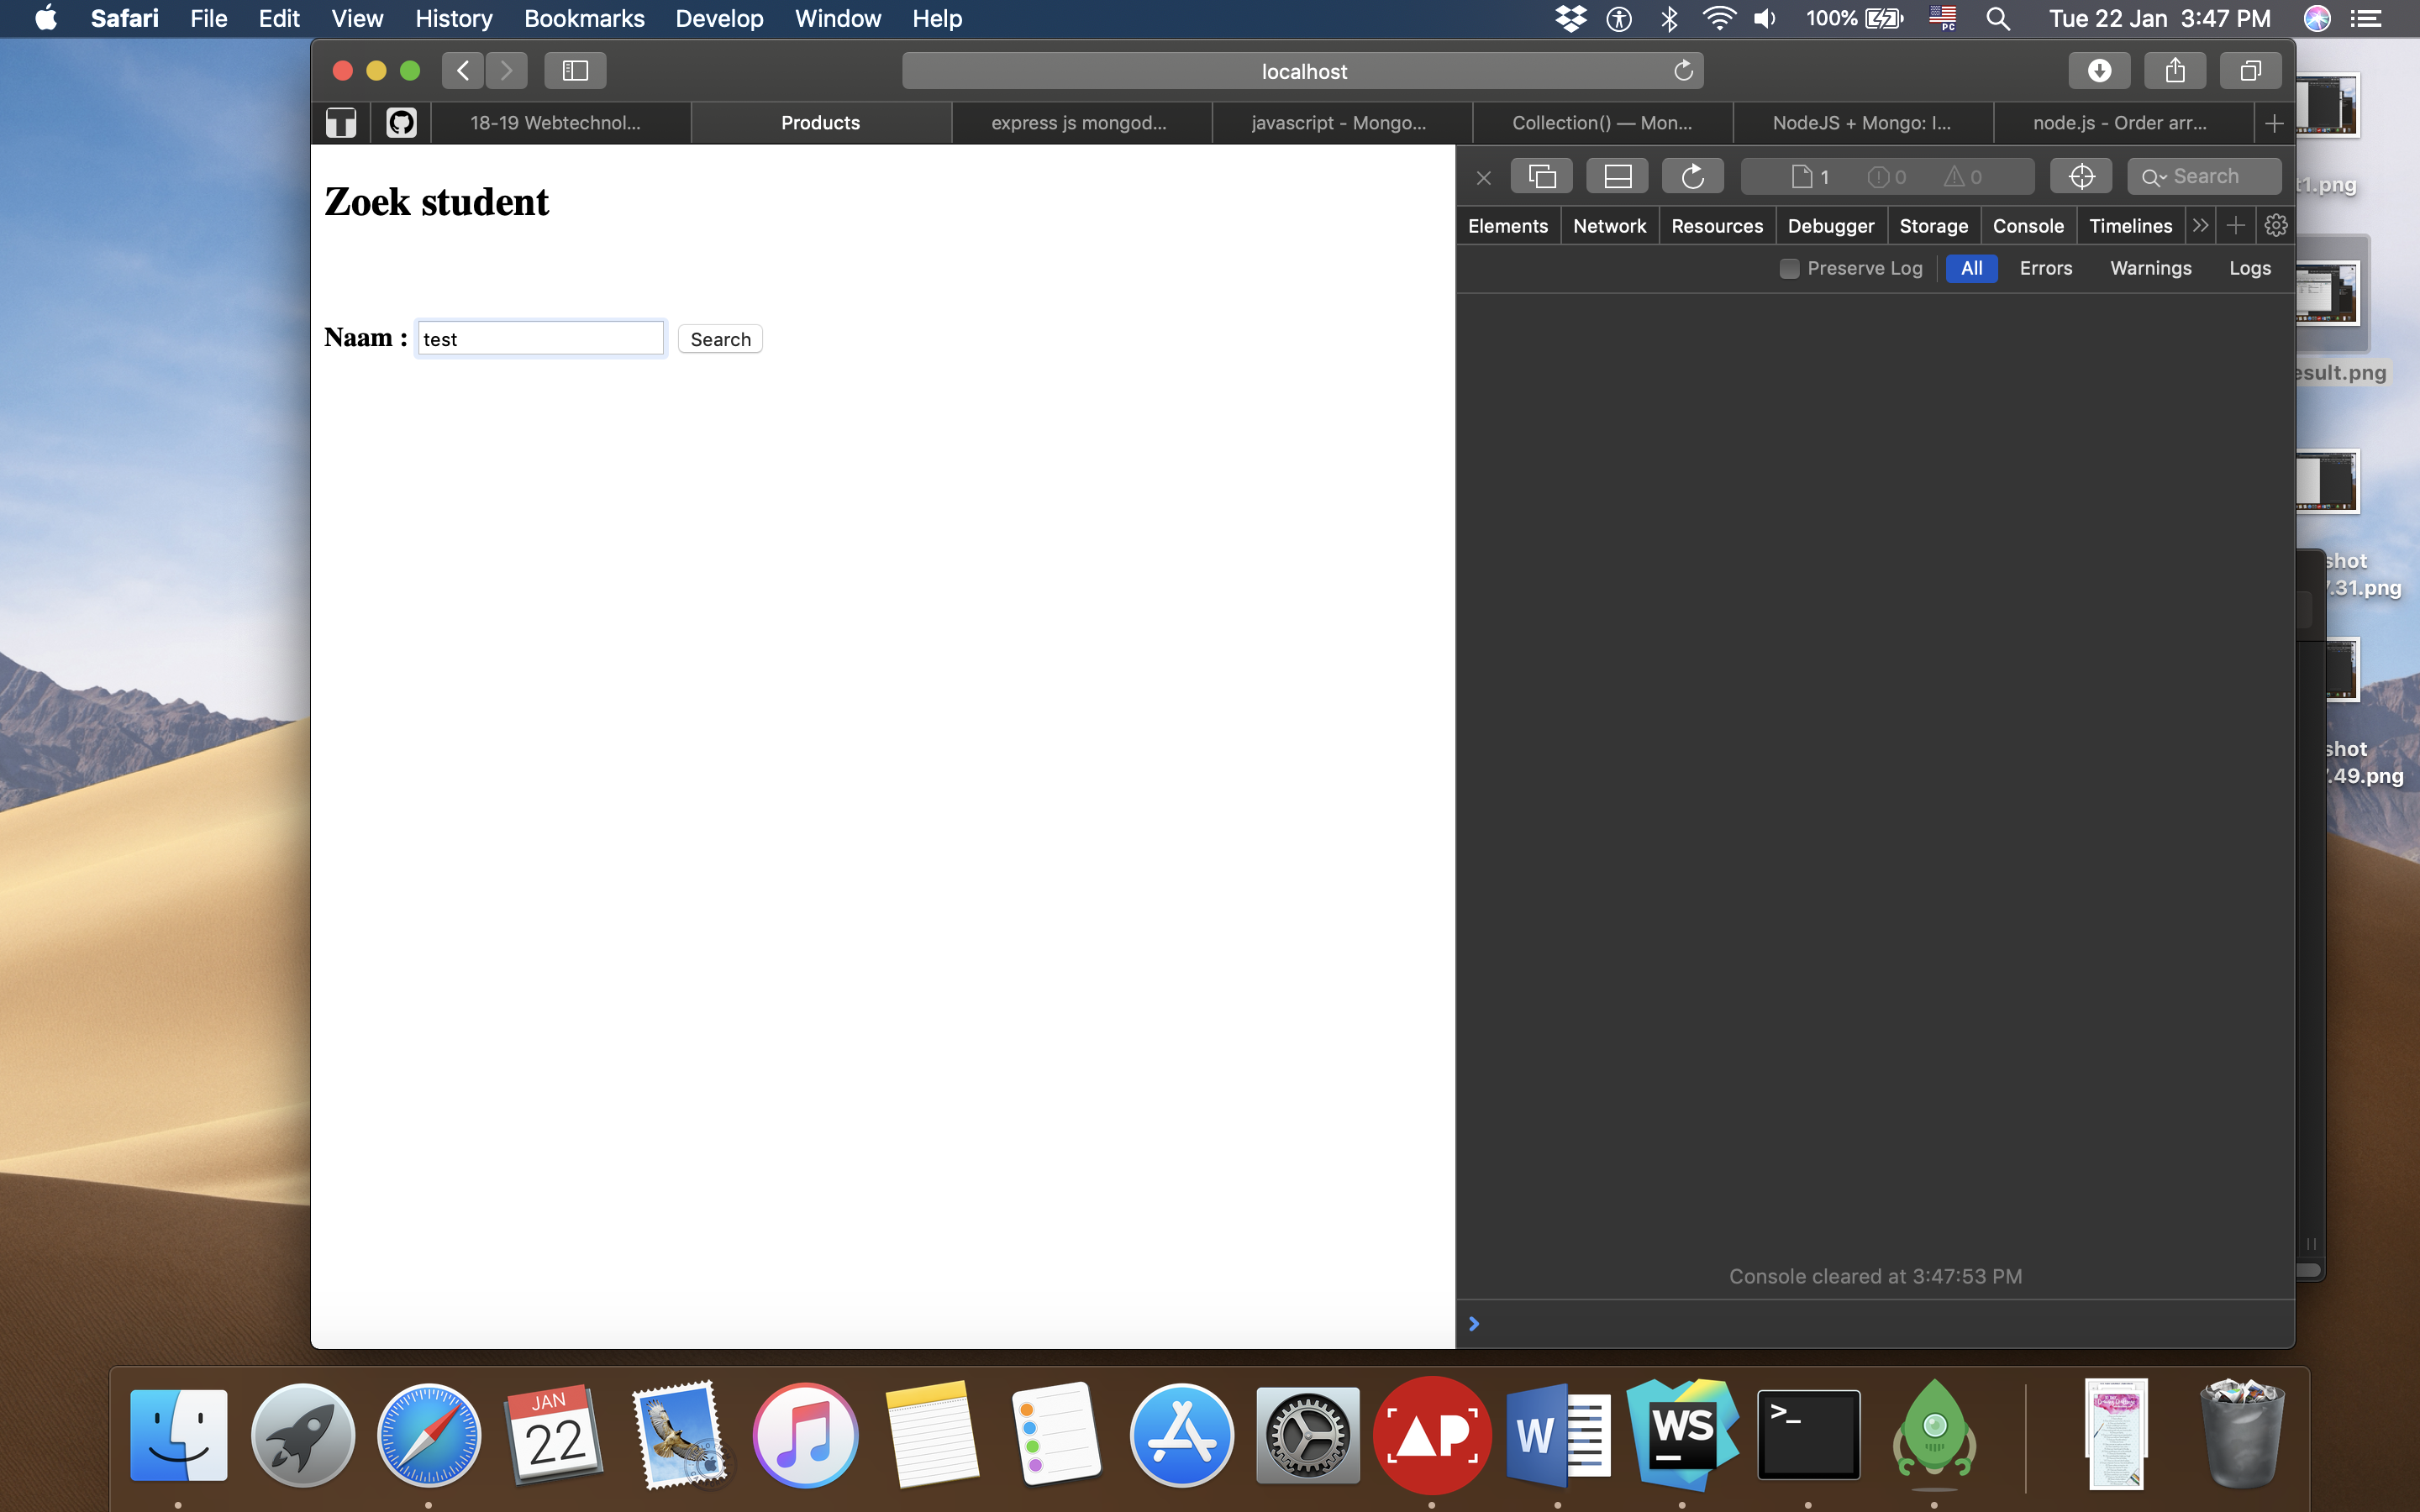 Safari File Edit View History Bookmarks Develop Window Help 100% PC Tue 22 Jan 3:47 PM
localhost
18-19 Webtechnol... Products express js mongod... javascript - Mongo... Collection() — Mon... NodeJS + Mongo: I... node.js - Order arr...
1 0 0 Search
Elements Network Resources Debugger Storage Console Timelines
Preserve Log All Errors Warnings Logs
Zoek student
Naam : test Search
Console cleared at 3:47:53 PM
t1.png
esult.png
shot
.31.png
shot
.49.png
JAN
22
AP
W
WS
>_